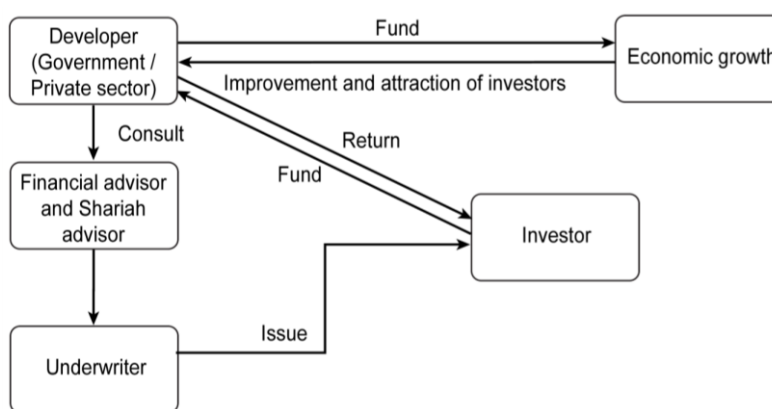 Developer
(Government /
Private sector)
Fund
Economic growth
Improvement and attraction of investors
Consult
Return
Fund
Financial advisor
and Shariah
advisor
Investor
Issue
Underwriter